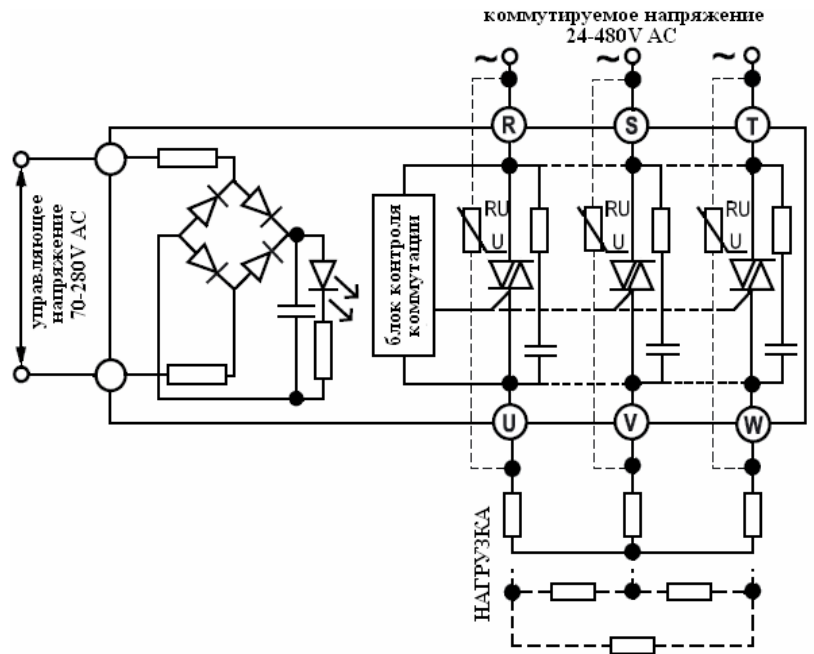 коммутируемое напряжение
24-480V AC
~
~
~
R
S
T
управляющее
напряжение
70-280V AC
блок контроля
коммутации
RU
U
RU
U
RU
U
U
V
W
НАГРУЗКА